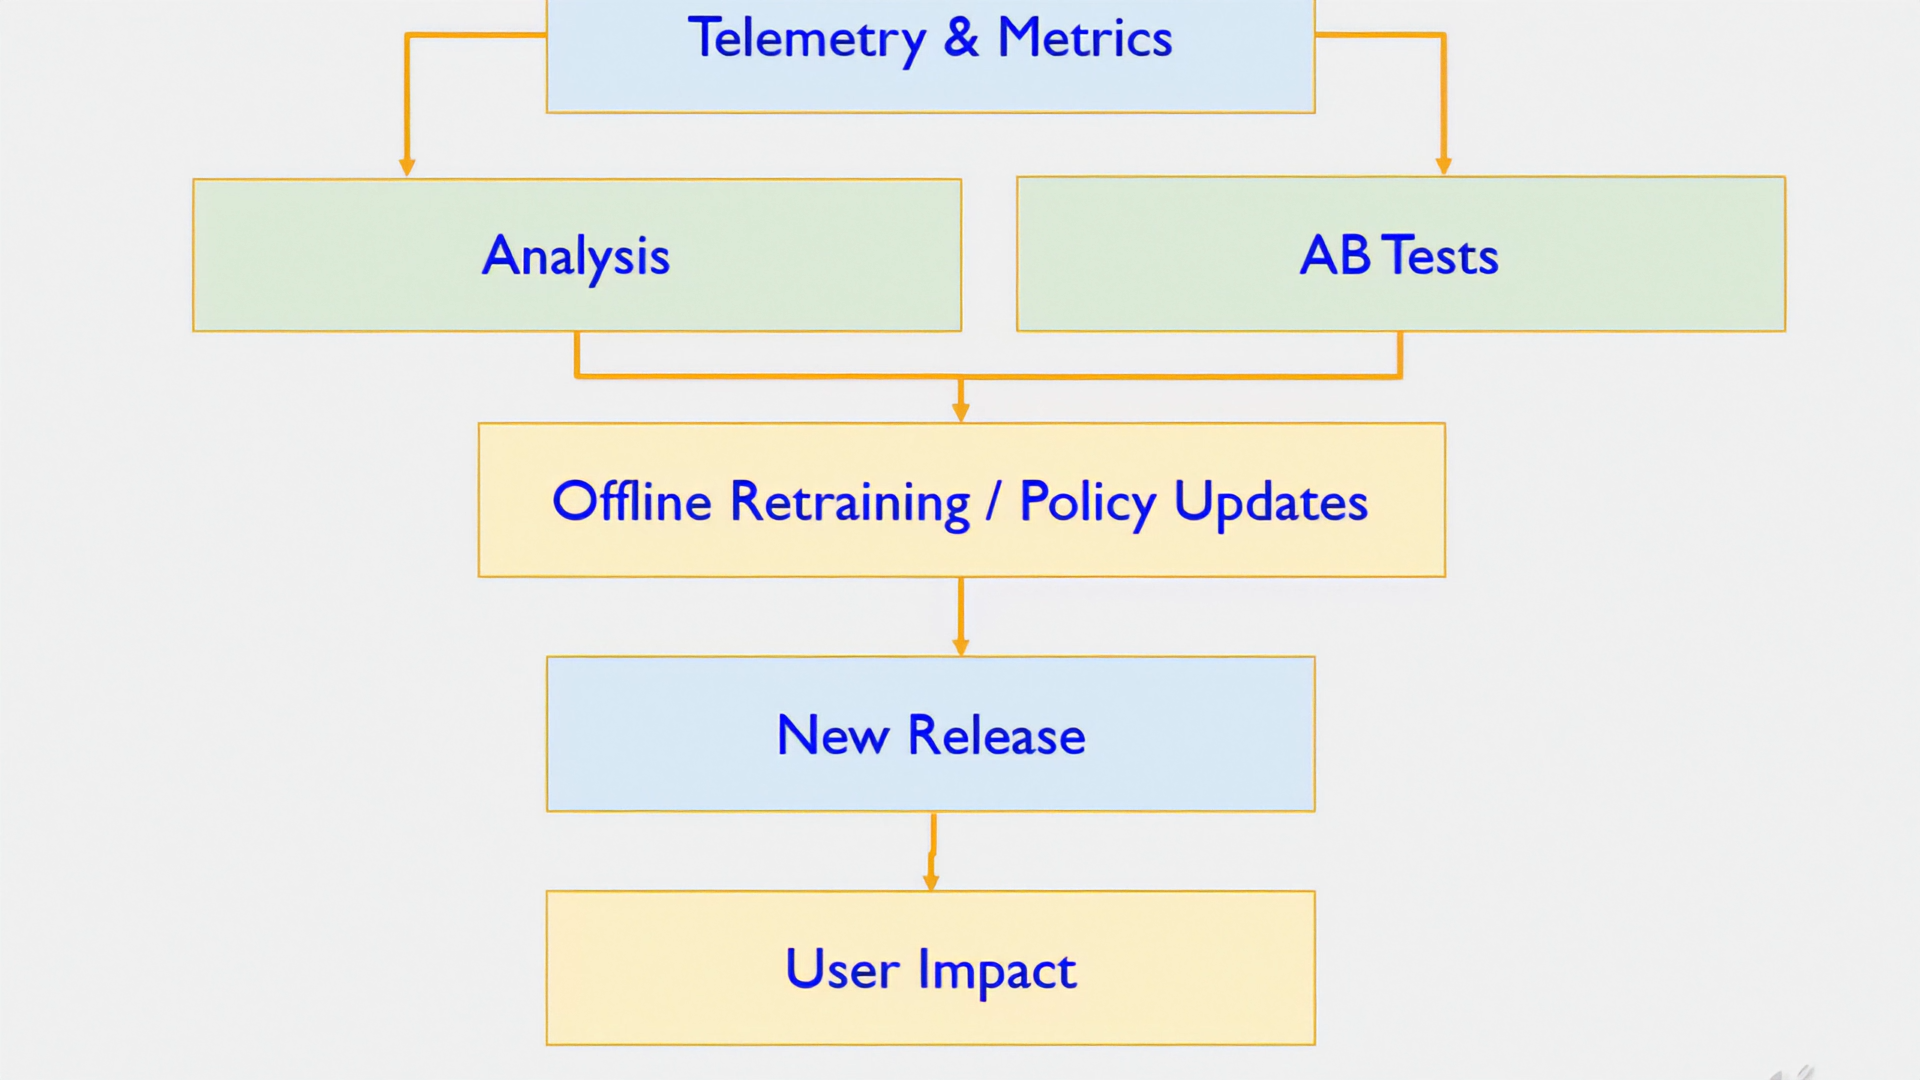 Telemetry & Metrics
Analysis
AB Tests
Offline Retraining / Policy Updates
New Release
User Impact